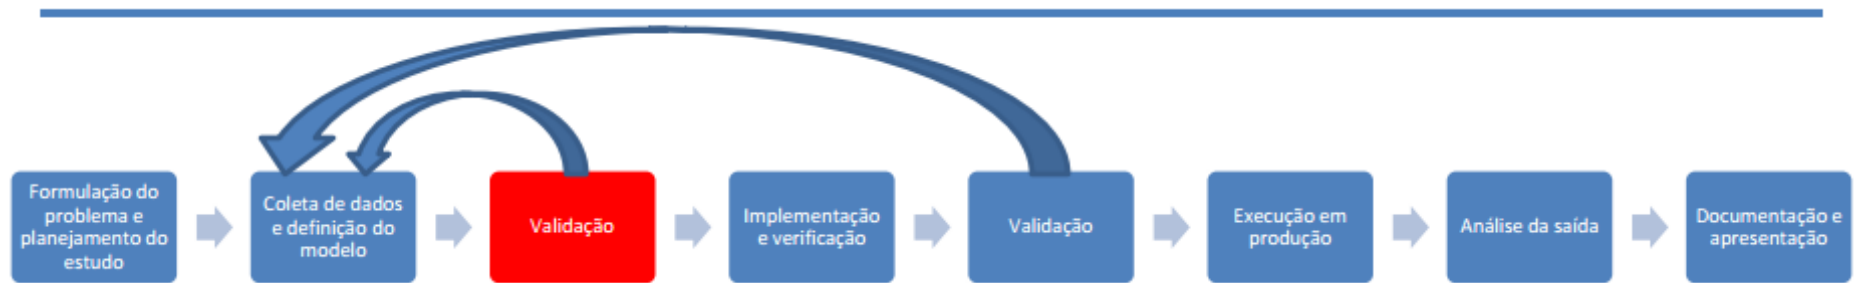 Formulação do
problema e
planejamento do
estudo
Coleta de dados
e definição do
modelo
Validação
Implementação
e verificação
Validação
Execução em
produção
Análise da saída
Documentação e
apresentação